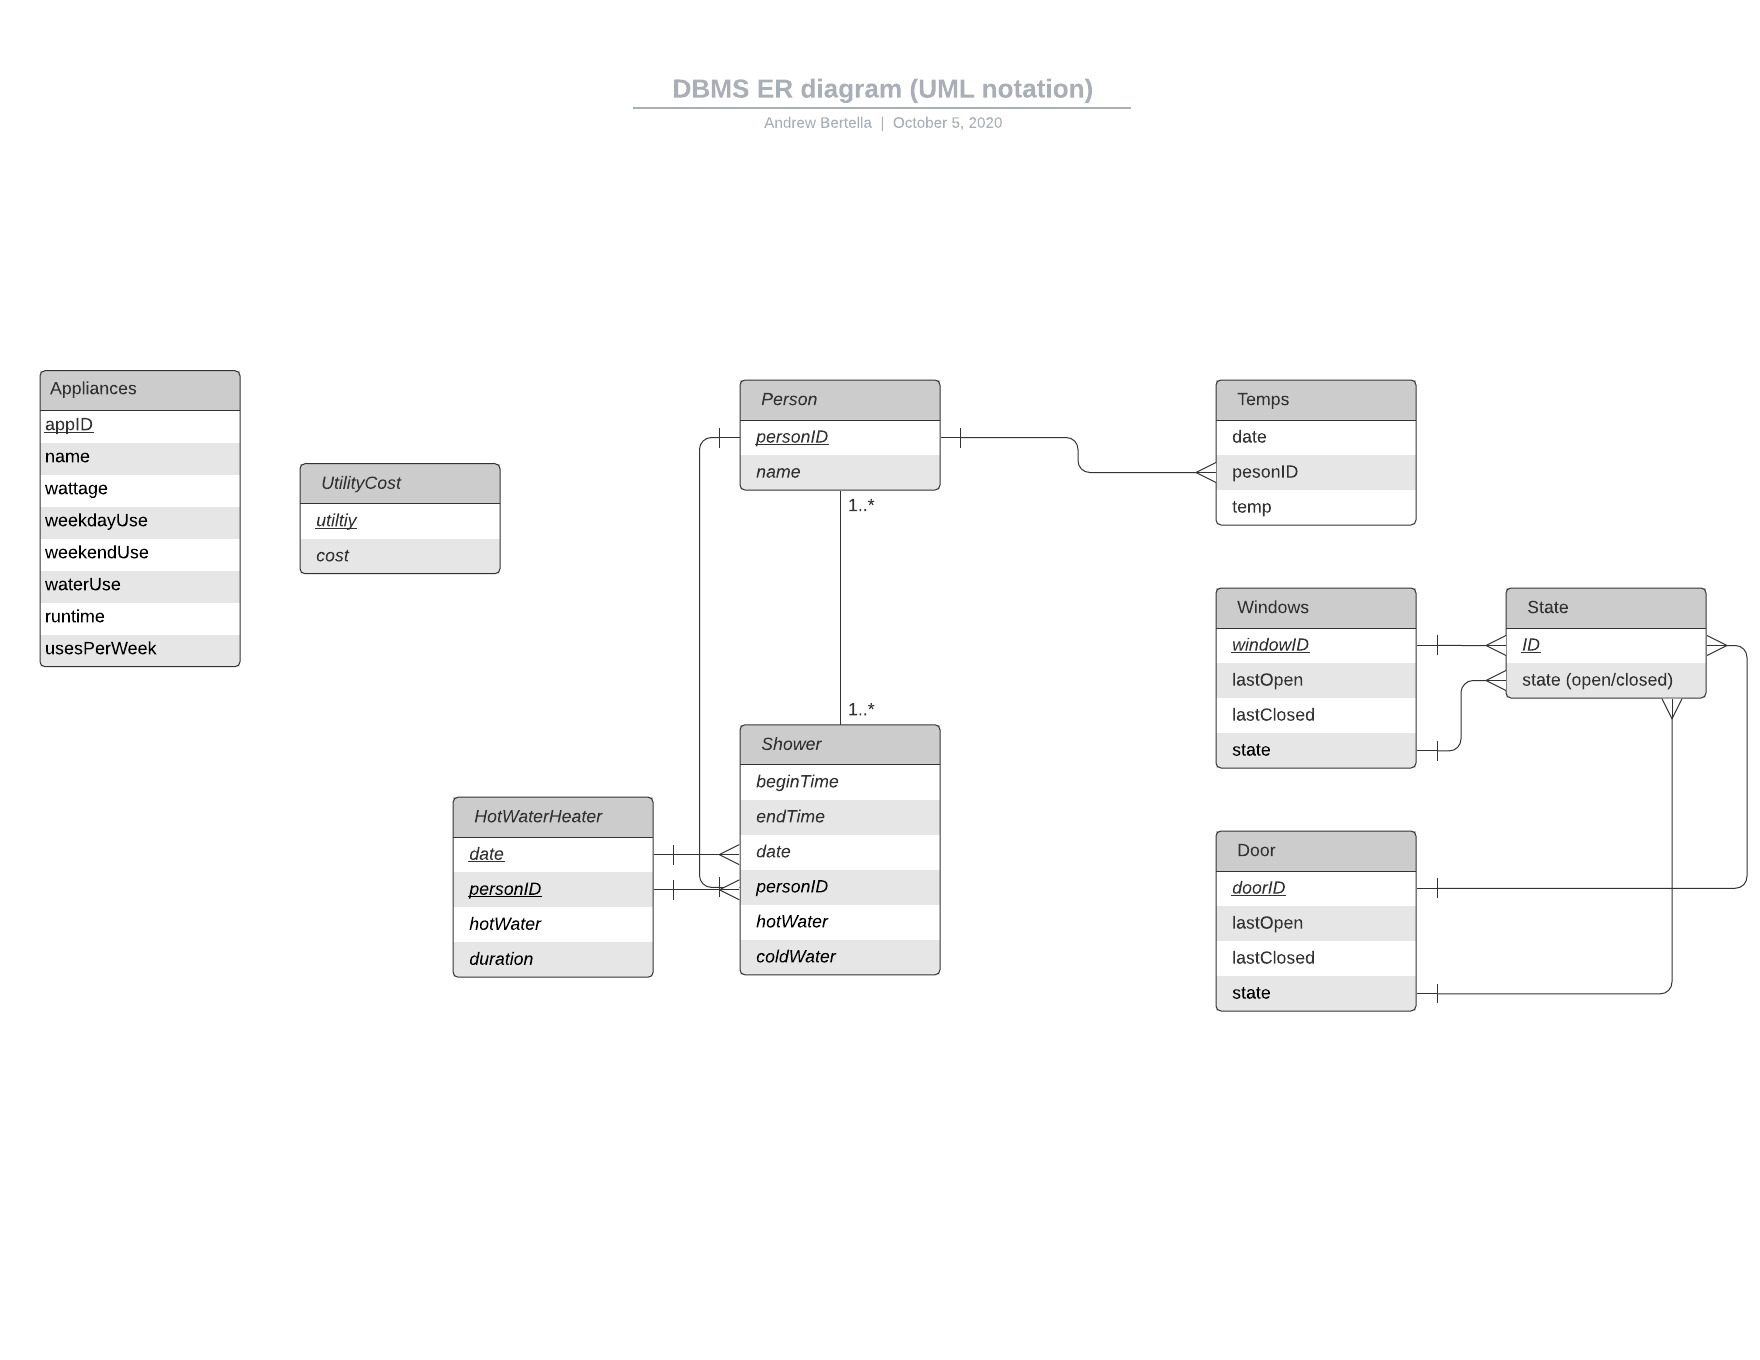 DBMS ER diagram (UML notation)
Andrew Bertella | October 5, 2020
Appliances
appID
name
wattage
weekdayUse
weekendUse
waterUse
runtime
usesPerWeek
UtilityCost
utiltiy
cost
Person
personID
name
1..*
1..*
Shower
beginTime
endTime
date
personID
hotWater
coldWater
HotWaterHeater
date
personID
hotWater
duration
Temps
date
pesonID
temp
Windows
windowID
lastOpen
lastClosed
state
State
ID
state (open/closed)
Door
doorID
lastOpen
lastClosed
state